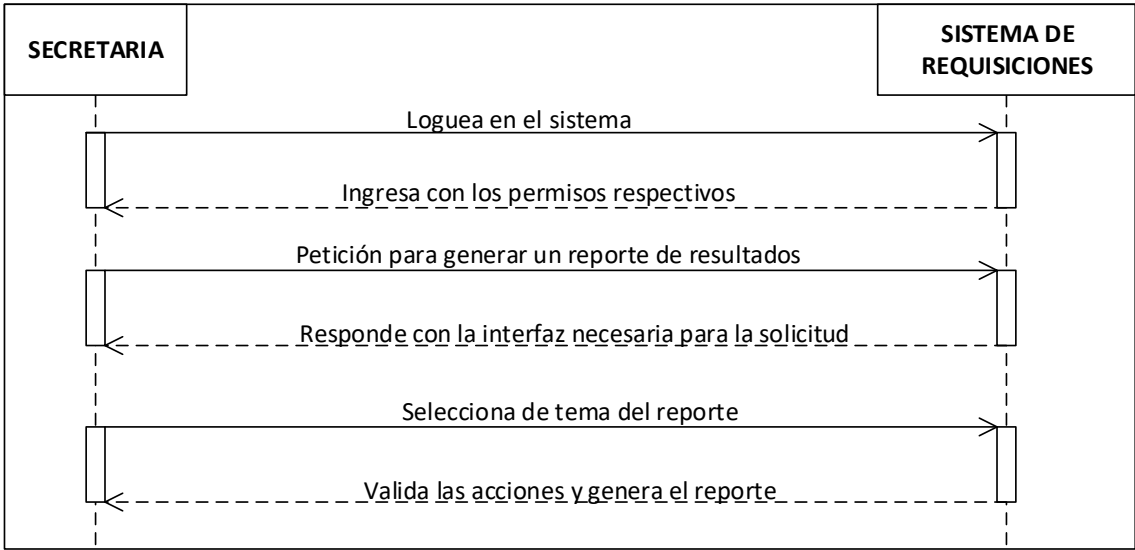 SECRETARIA
SISTEMA DE
REQUISICIONES
Loguea en el sistema
Ingresa con los permisos respectivos
Petición para generar un reporte de resultados
Responde con la interfaz necesaria para la solicitud
Selecciona de tema del reporte
Valida las acciones y genera el reporte